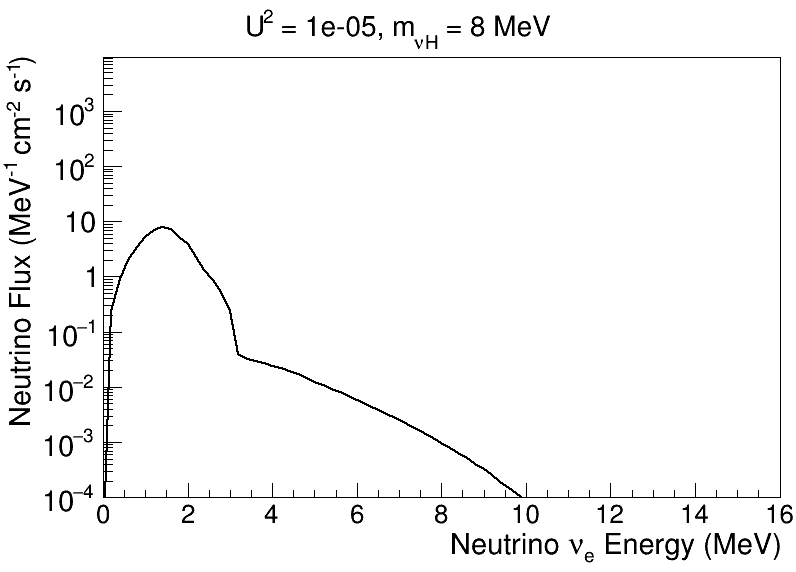 U² = 1e-05, m_νH = 8 MeV
Neutrino Flux (MeV⁻¹ cm⁻² s⁻¹)
10³
10²
10
1
10⁻¹
10⁻²
10⁻³
10⁻⁴
0 2 4 6 8 10 12 14 16
Neutrino νₑ Energy (MeV)